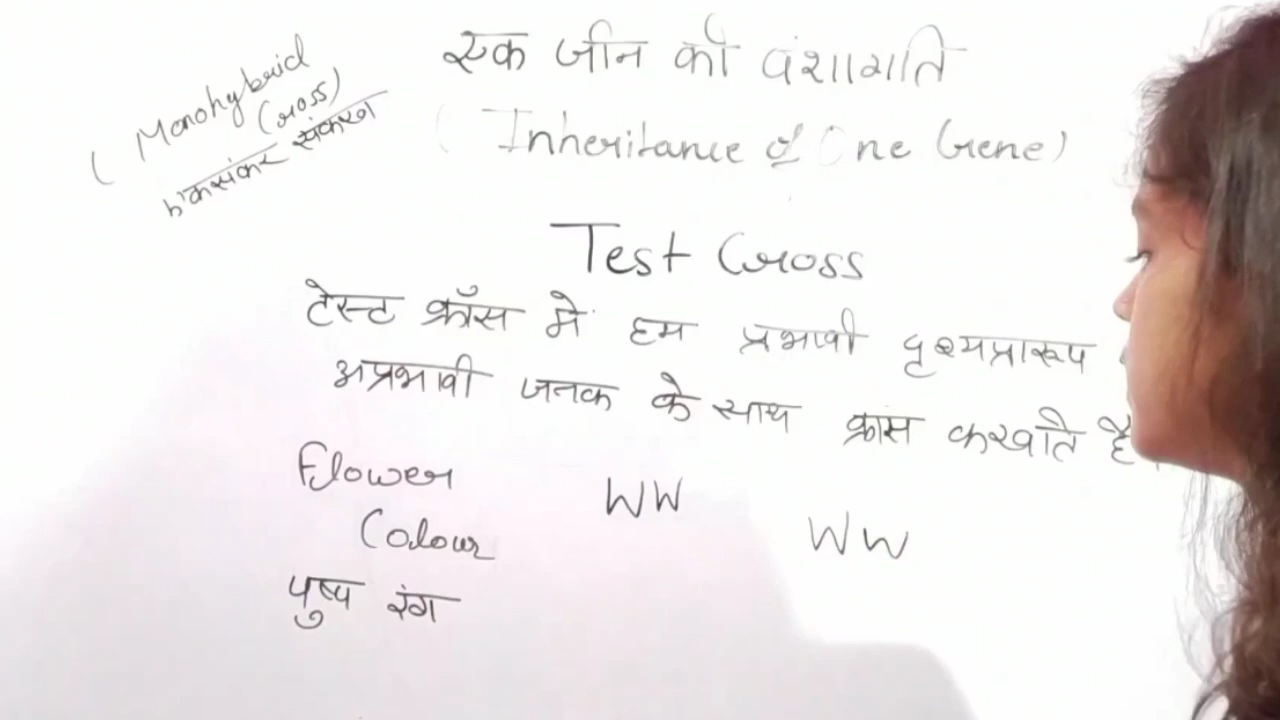 एक जीन की वंशागति
( Inheritance of One Gene)
( Monohybrid
Cross)
एकसंकर संकरण
Test Cross
टेस्ट क्रॉस में हम प्रभावी दृश्यप्रारूप
अप्रभावी जनक के साथ क्रास करवाते है
Flower
Colour
पुष्प रंग
WW
Ww